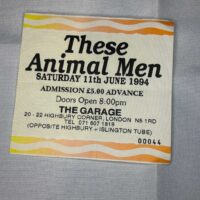 These
Animal Men
SATURDAY 11th JUNE 1994
ADMISSION £5.00 ADVANCE
Doors Open 8.00pm
THE GARAGE
20 - 22 HIGHBURY CORNER, LONDON N5 1RD
TEL 071 607 1818
(OPPOSITE HIGHBURY & ISLINGTON TUBE)
00044